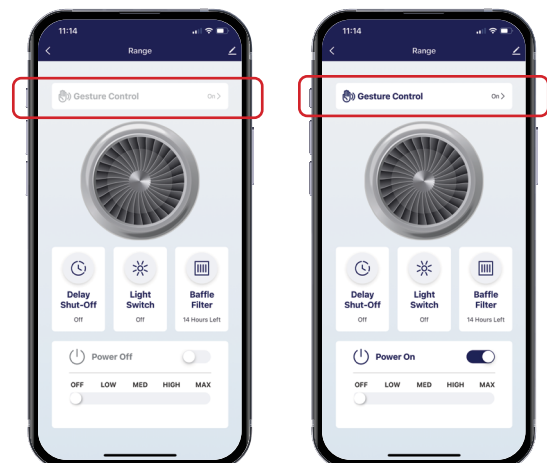 11:14
Range
Gesture Control
On >
Delay
Shut-Off
Off
Light
Switch
Off
Baffle
Filter
14 Hours Left
Power Off
OFF LOW MED HIGH MAX
11:14
Range
Gesture Control
On >
Delay
Shut-Off
Off
Light
Switch
Off
Baffle
Filter
14 Hours Left
Power On
OFF LOW MED HIGH MAX